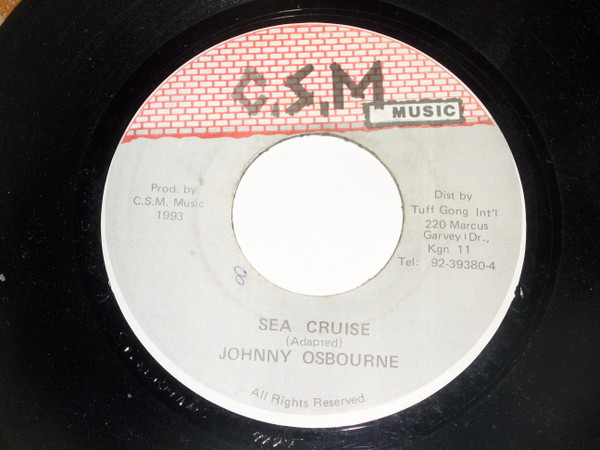 C.S.M
MUSIC
Prod. by
C.S.M. Music
1993
Dist by
Tuff Gong Int'l
220 Marcus
Garvey Dr.,
Kgn 11
Tel: 92-39380-4
8
SEA CRUISE
(Adapted)
JOHNNY OSBOURNE
All Rights Reserved